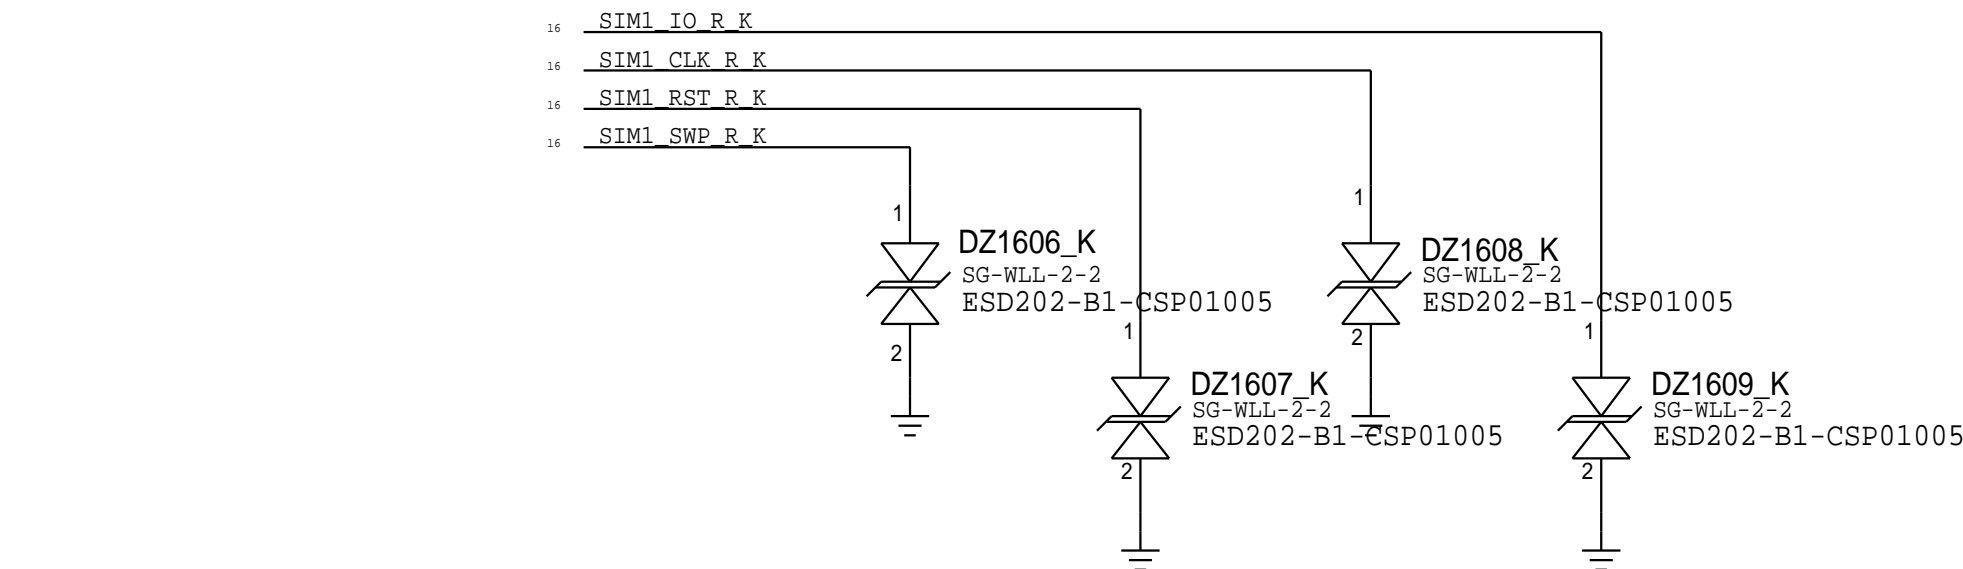 16 SIM1_IO_R_K
16 SIM1_CLK_R_K
16 SIM1_RST_R_K
16 SIM1_SWP_R_K
1
DZ1606_K
SG-WLL-2-2
ESD202-B1-CSP01005
2
1
DZ1608_K
SG-WLL-2-2
ESD202-B1-CSP01005
2
1
DZ1607_K
SG-WLL-2-2
ESD202-B1-CSP01005
2
1
DZ1609_K
SG-WLL-2-2
ESD202-B1-CSP01005
2